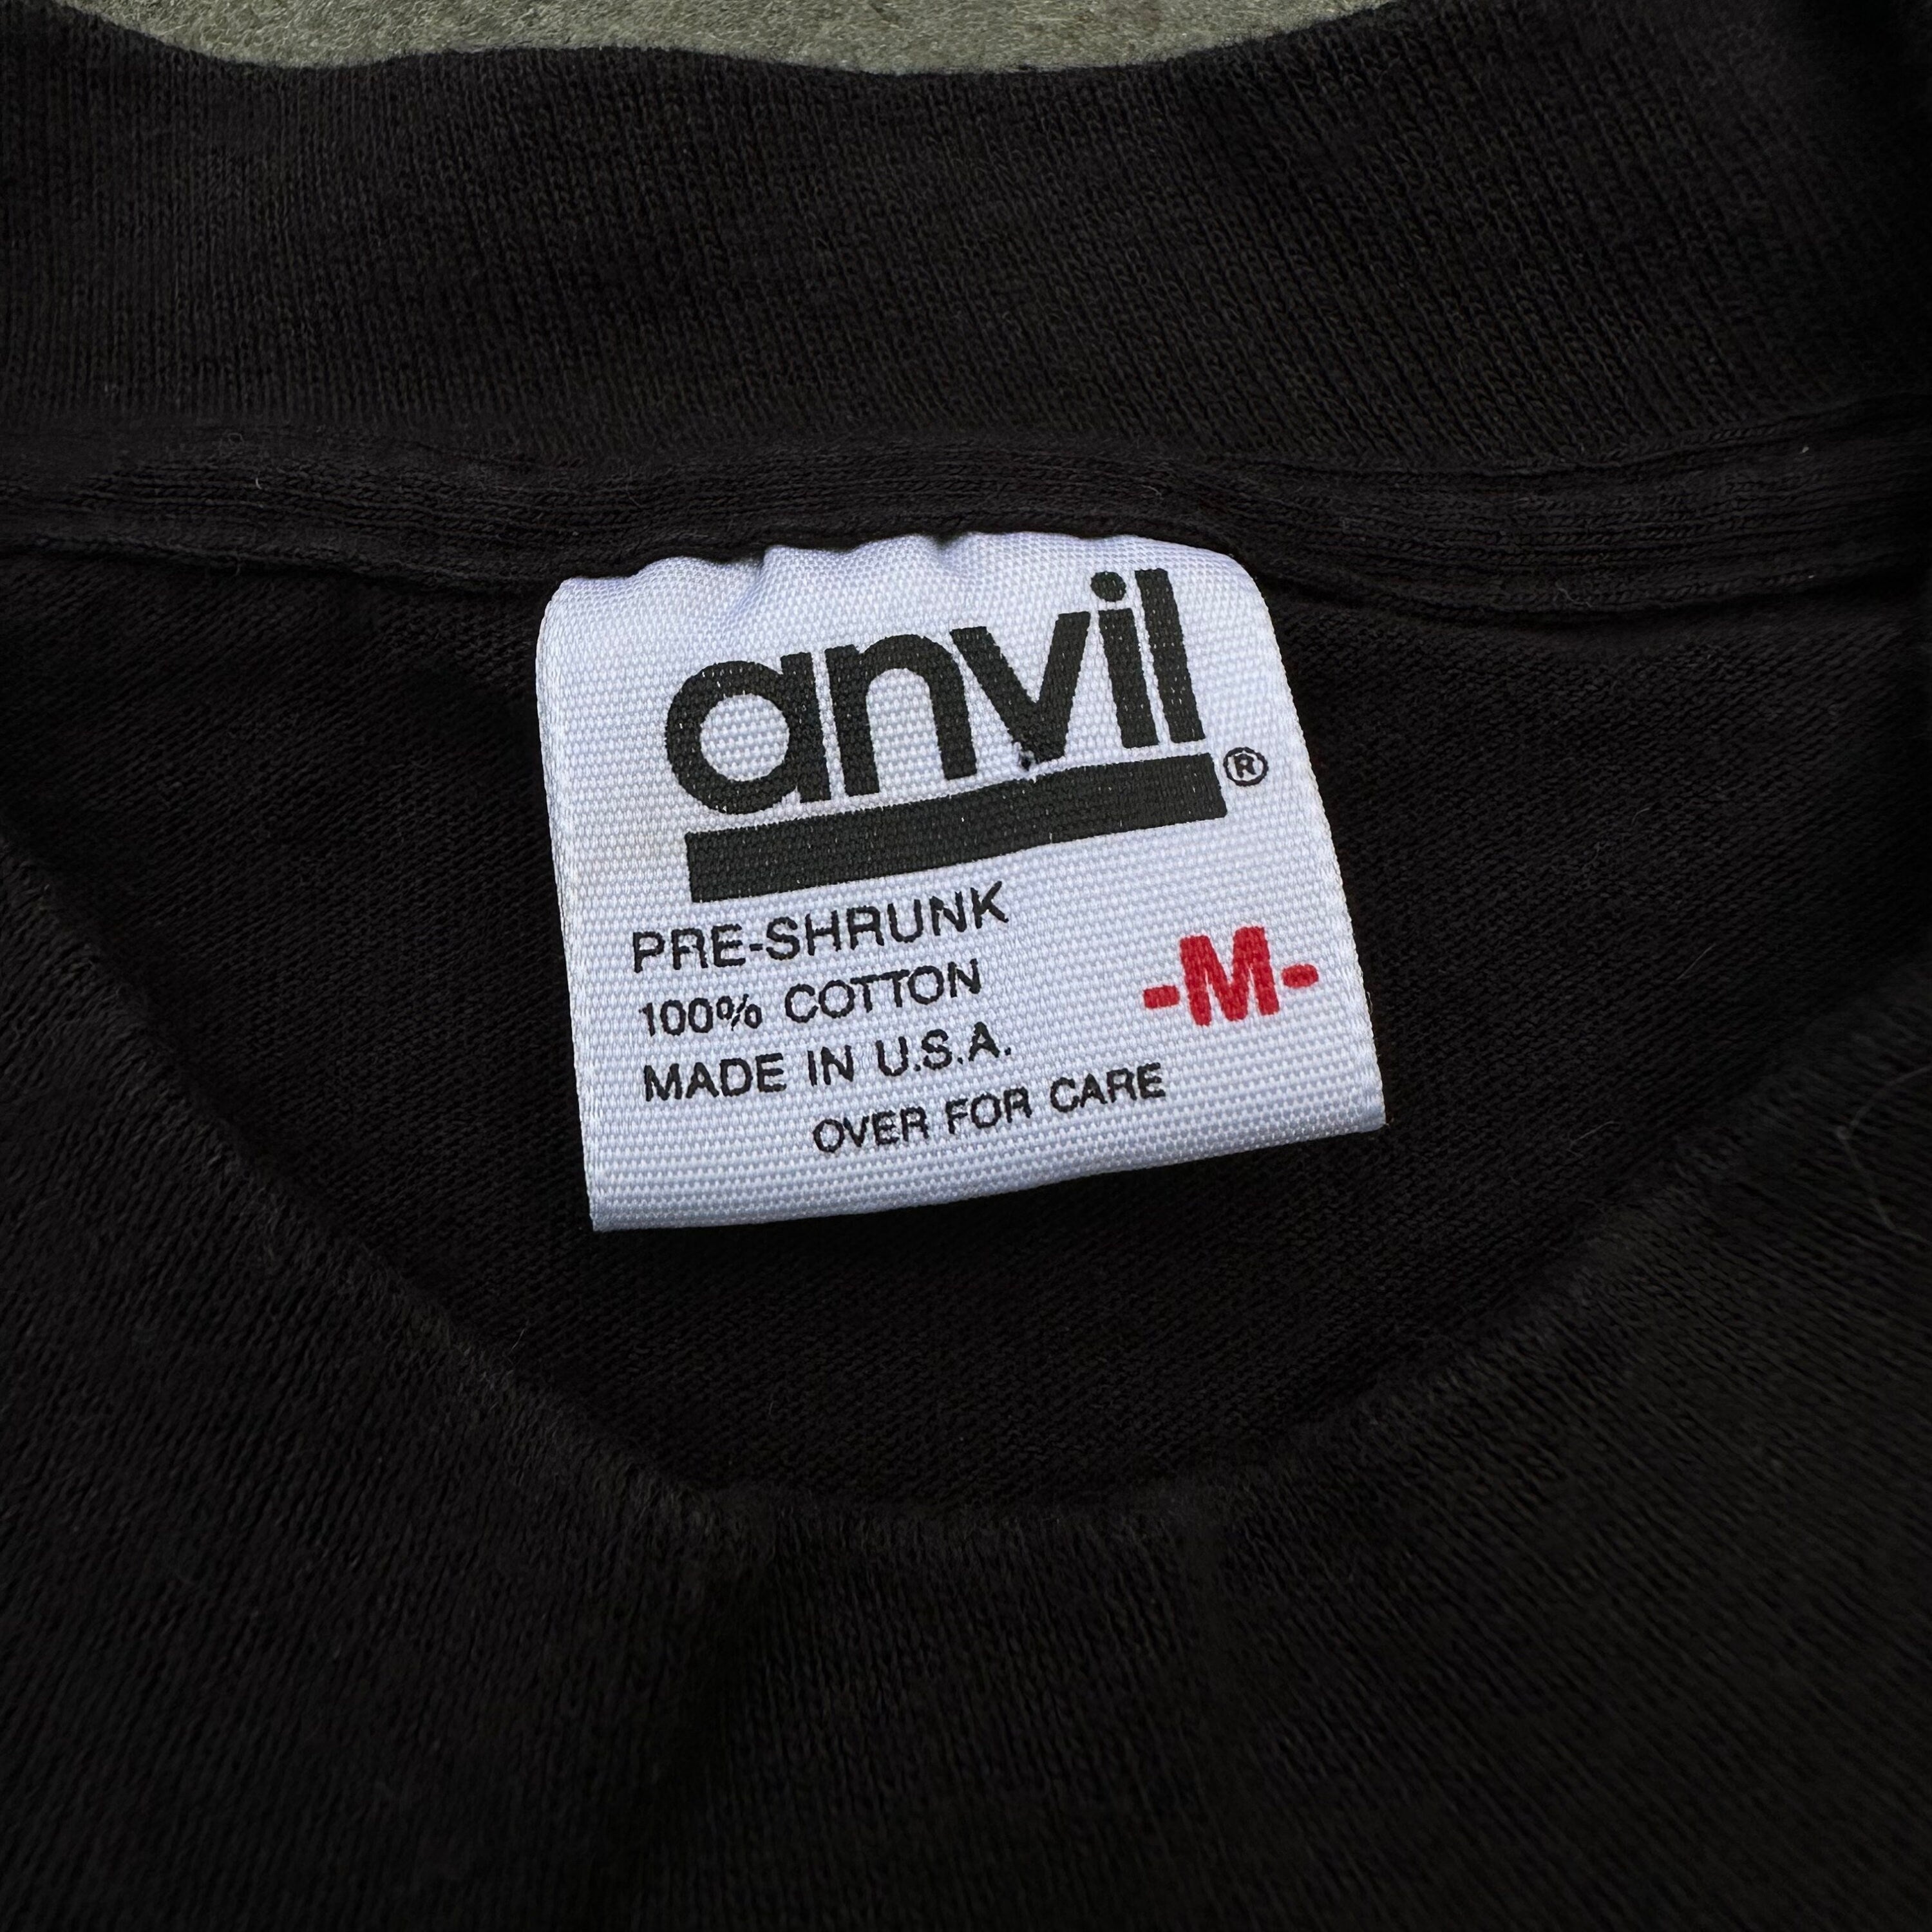 anvil®
PRE-SHRUNK
100% COTTON
-M-
MADE IN U.S.A.
OVER FOR CARE